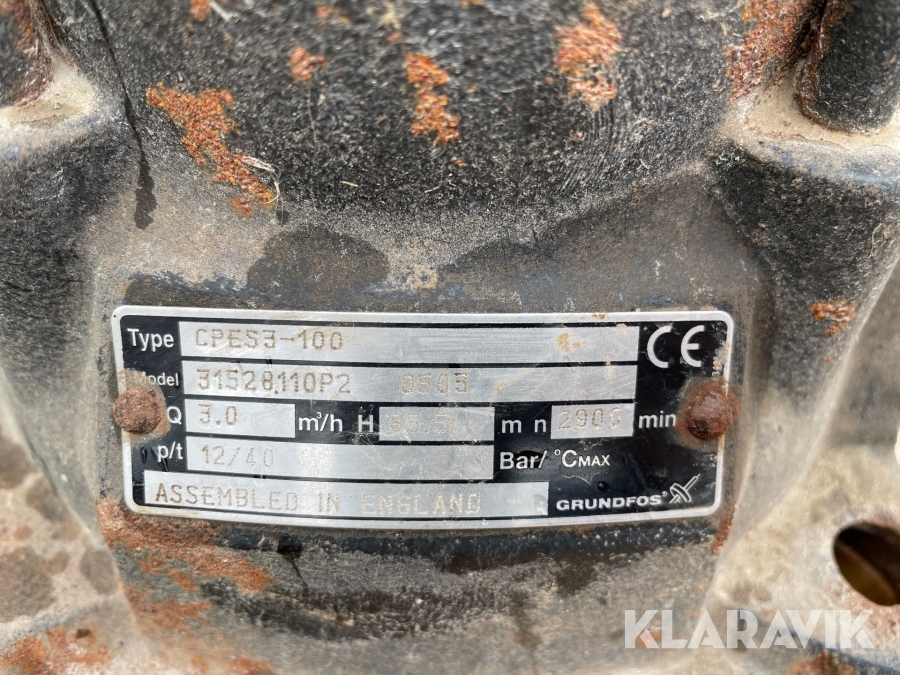 Type CPES3-100 CE
Model 31528110P2 0503
Q 3.0 m³/h H m n 2900 min
p/t 12/40 Bar/ °CMAX
ASSEMBLED IN ENGLAND GRUNDFOS
KLARAVIK